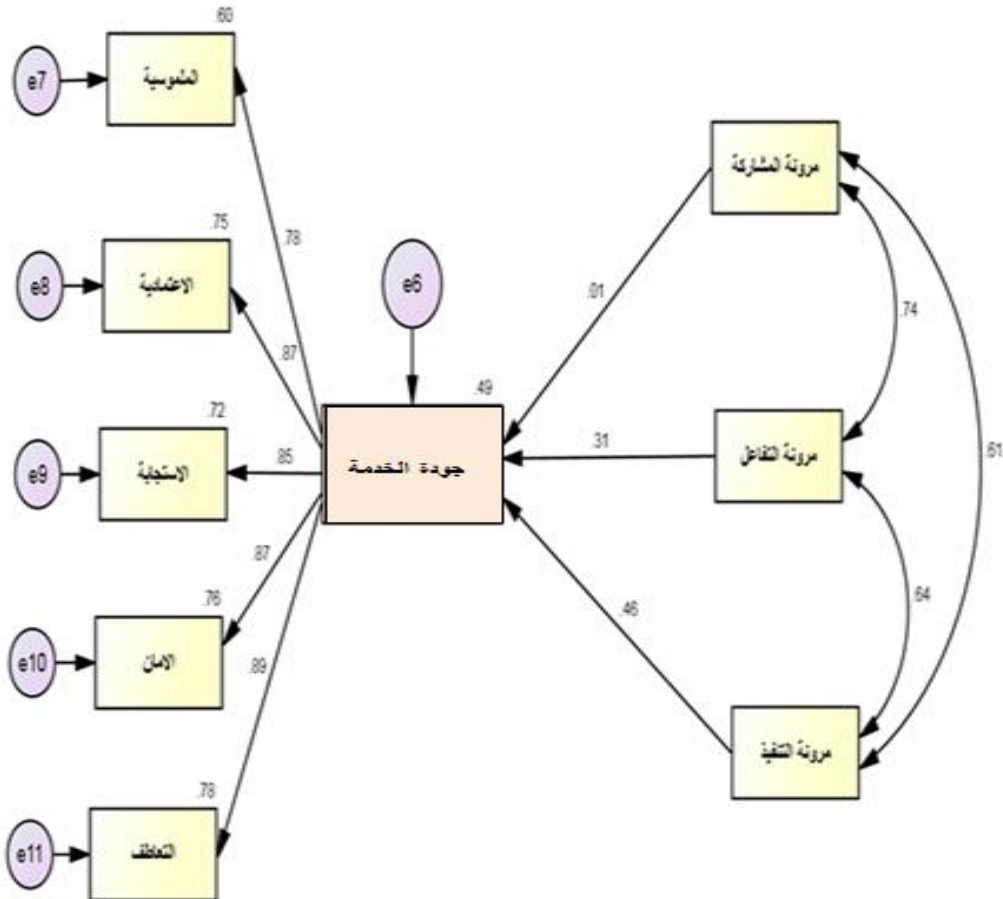 .60
e7
الملموسية
مرونة المشاركة
.78
.75
e8
الاعتمادية
e6
.01
.74
.87
.49
.72
e9
الاستجابة
.85
جودة الخدمة
.31
مرونة التفاعل
.61
.87
.76
.46
.64
e10
الامان
.89
مرونة التنفيذ
.78
e11
التعاطف